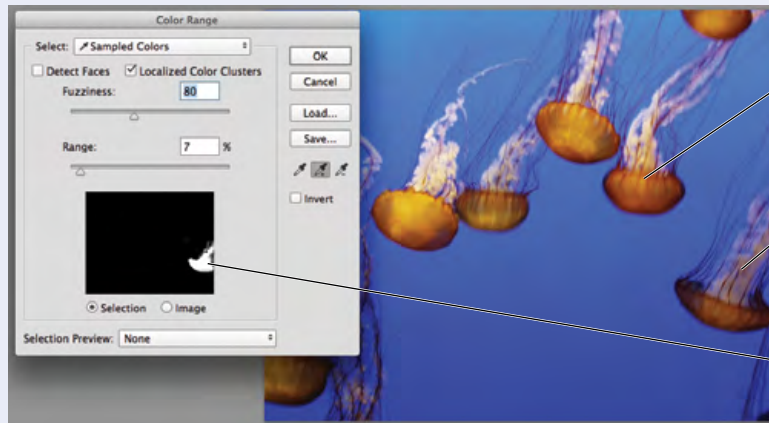 Color Range
Select: Sampled Colors
Detect Faces Localized Color Clusters
Fuzziness: 80
Range: 7 %
Selection Image
Selection Preview: None
OK
Cancel
Load...
Save...
Invert